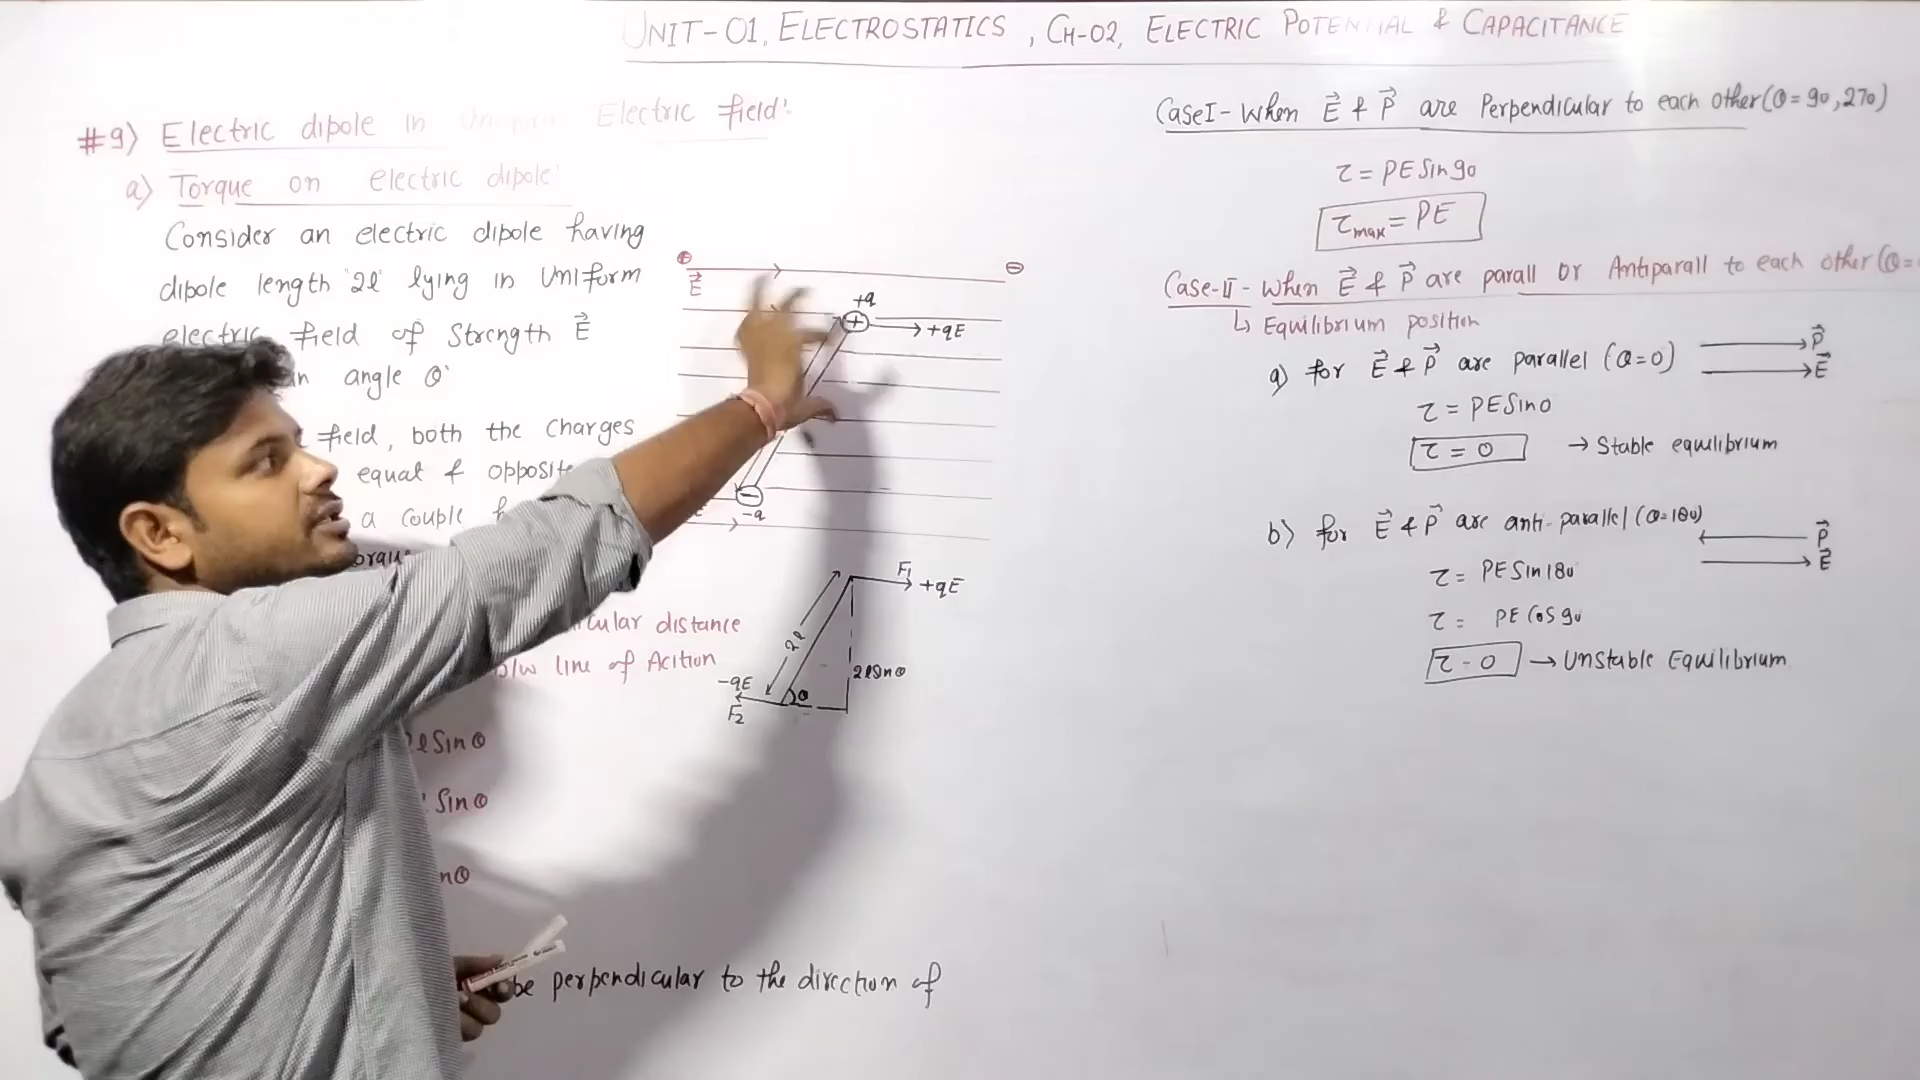 UNIT-01, ELECTROSTATICS , CH-02, ELECTRIC POTENTIAL & CAPACITANCE
#9) Electric dipole in Electric field:
a) Torque on electric dipole:
Consider an electric dipole having
dipole length '2l' lying in Uniform
electric field of Strength E⃗
angle θ.
field, both the charges
equal & opposite
a couple
distance
b/w line of Acition
Sinθ
Sinθ
be perpendicular to the direction of
⊕
⊖
E⃗
+q
+
+qE
−
-q
F₁
+qE
2l
2lSinθ
-qE
θ
F₂
Case I - When E⃗ & P⃗ are Perpendicular to each other (θ = 90, 270)
τ = PE Sin 90
τmax = PE
Case-II - When E⃗ & P⃗ are parall or Antiparall to each other (θ=
↳ Equilibrium position
a) for E⃗ & P⃗ are parallel (θ=0)
P⃗
E⃗
τ = PE Sin 0
τ = 0 → Stable equilibrium
b) for E⃗ & P⃗ are anti-parallel (θ=180)
P⃗
E⃗
τ = PE Sin 180
τ = PE Cos 90
τ - 0 → Unstable Equilibrium